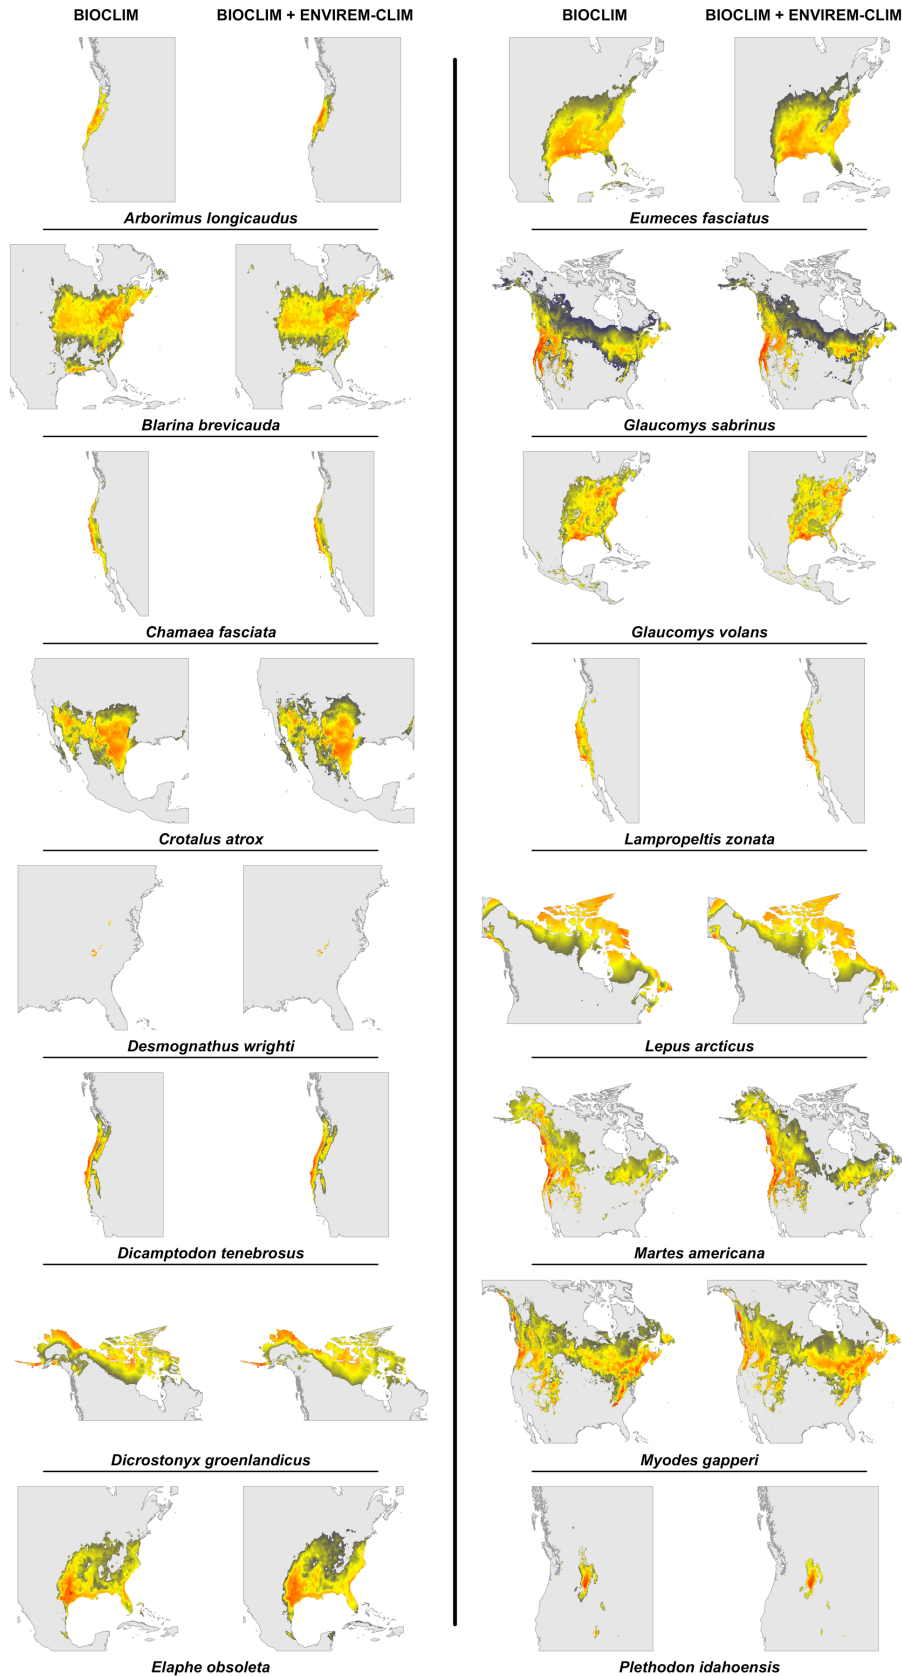 BIOCLIM
BIOCLIM + ENVIREM-CLIM
Arborimus longicaudus
Blarina brevicauda
Chamaea fasciata
Crotalus atrox
Desmognathus wrighti
Dicamptodon tenebrosus
Dicrostonyx groenlandicus
Elaphe obsoleta
BIOCLIM
BIOCLIM + ENVIREM-CLIM
Eumeces fasciatus
Glaucomys sabrinus
Glaucomys volans
Lampropeltis zonata
Lepus arcticus
Martes americana
Myodes gapperi
Plethodon idahoensis